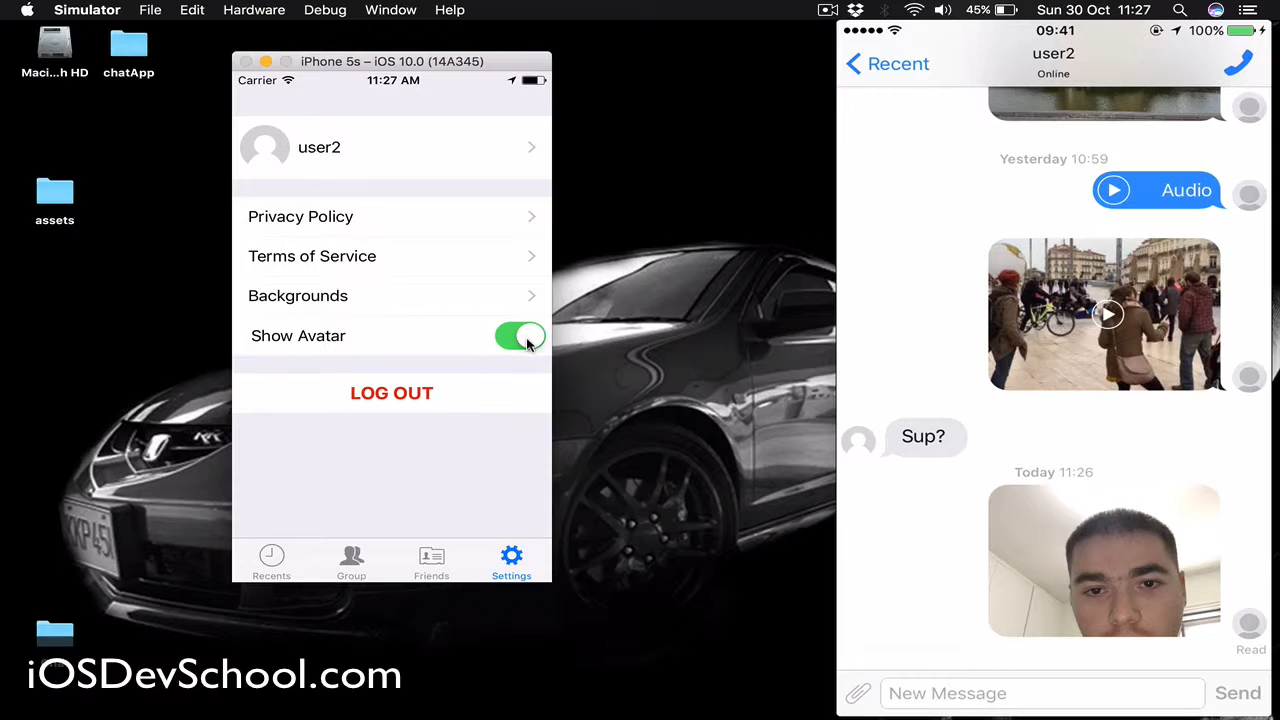 Simulator File Edit Hardware Debug Window Help 45% Sun 30 Oct 11:27
Maci...h HD
chatApp
assets
iPhone 5s – iOS 10.0 (14A345)
Carrier 11:27 AM
user2
Privacy Policy
Terms of Service
Backgrounds
Show Avatar
LOG OUT
Recents Group Friends Settings
iOSDevSchool.com
09:41 100%
Recent
user2
Online
Yesterday 10:59
Audio
Sup?
Today 11:26
Read
New Message
Send